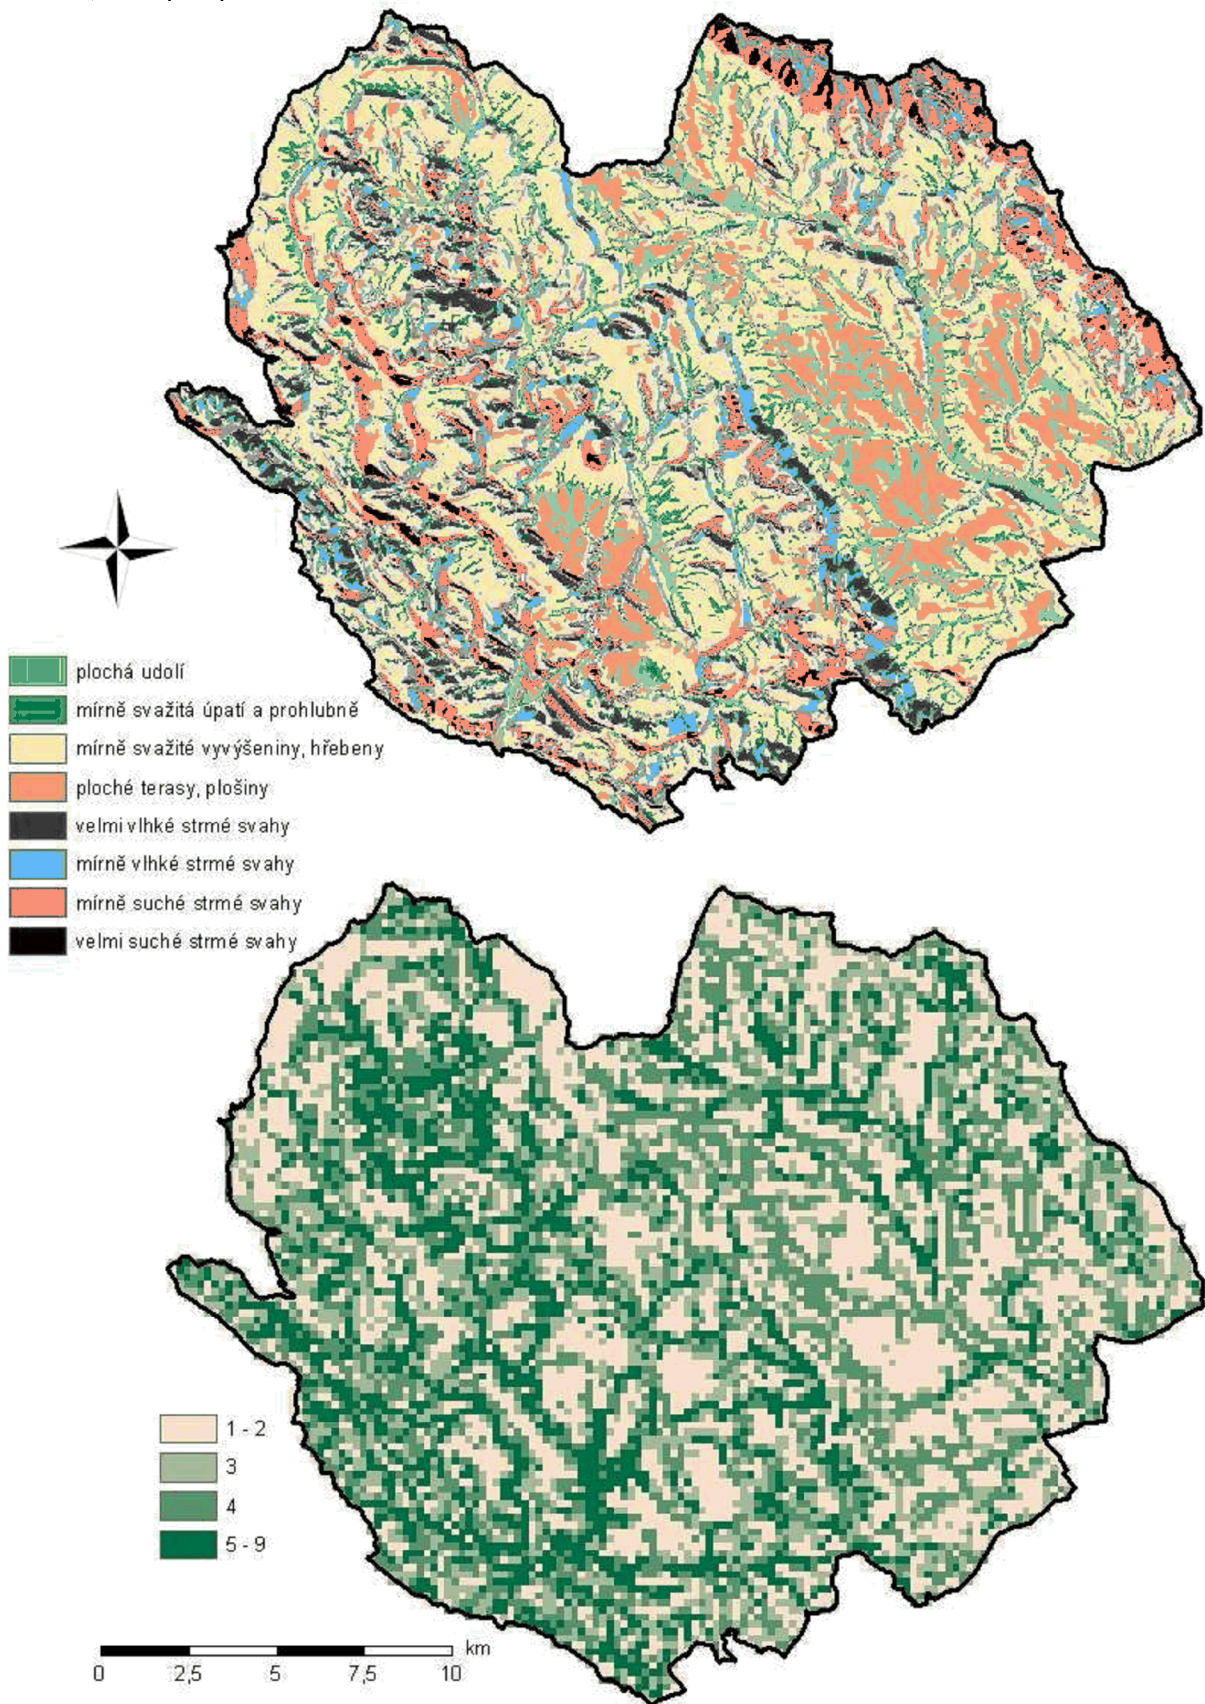 plochá udolí
mírně svažitá úpatí a prohlubně
mírně svažité vyvýšeniny, hřebeny
ploché terasy, plošiny
velmi vlhké strmé svahy
mírně vlhké strmé svahy
mírně suché strmé svahy
velmi suché strmé svahy
1 - 2
3
4
5 - 9
km
0 2,5 5 7,5 10